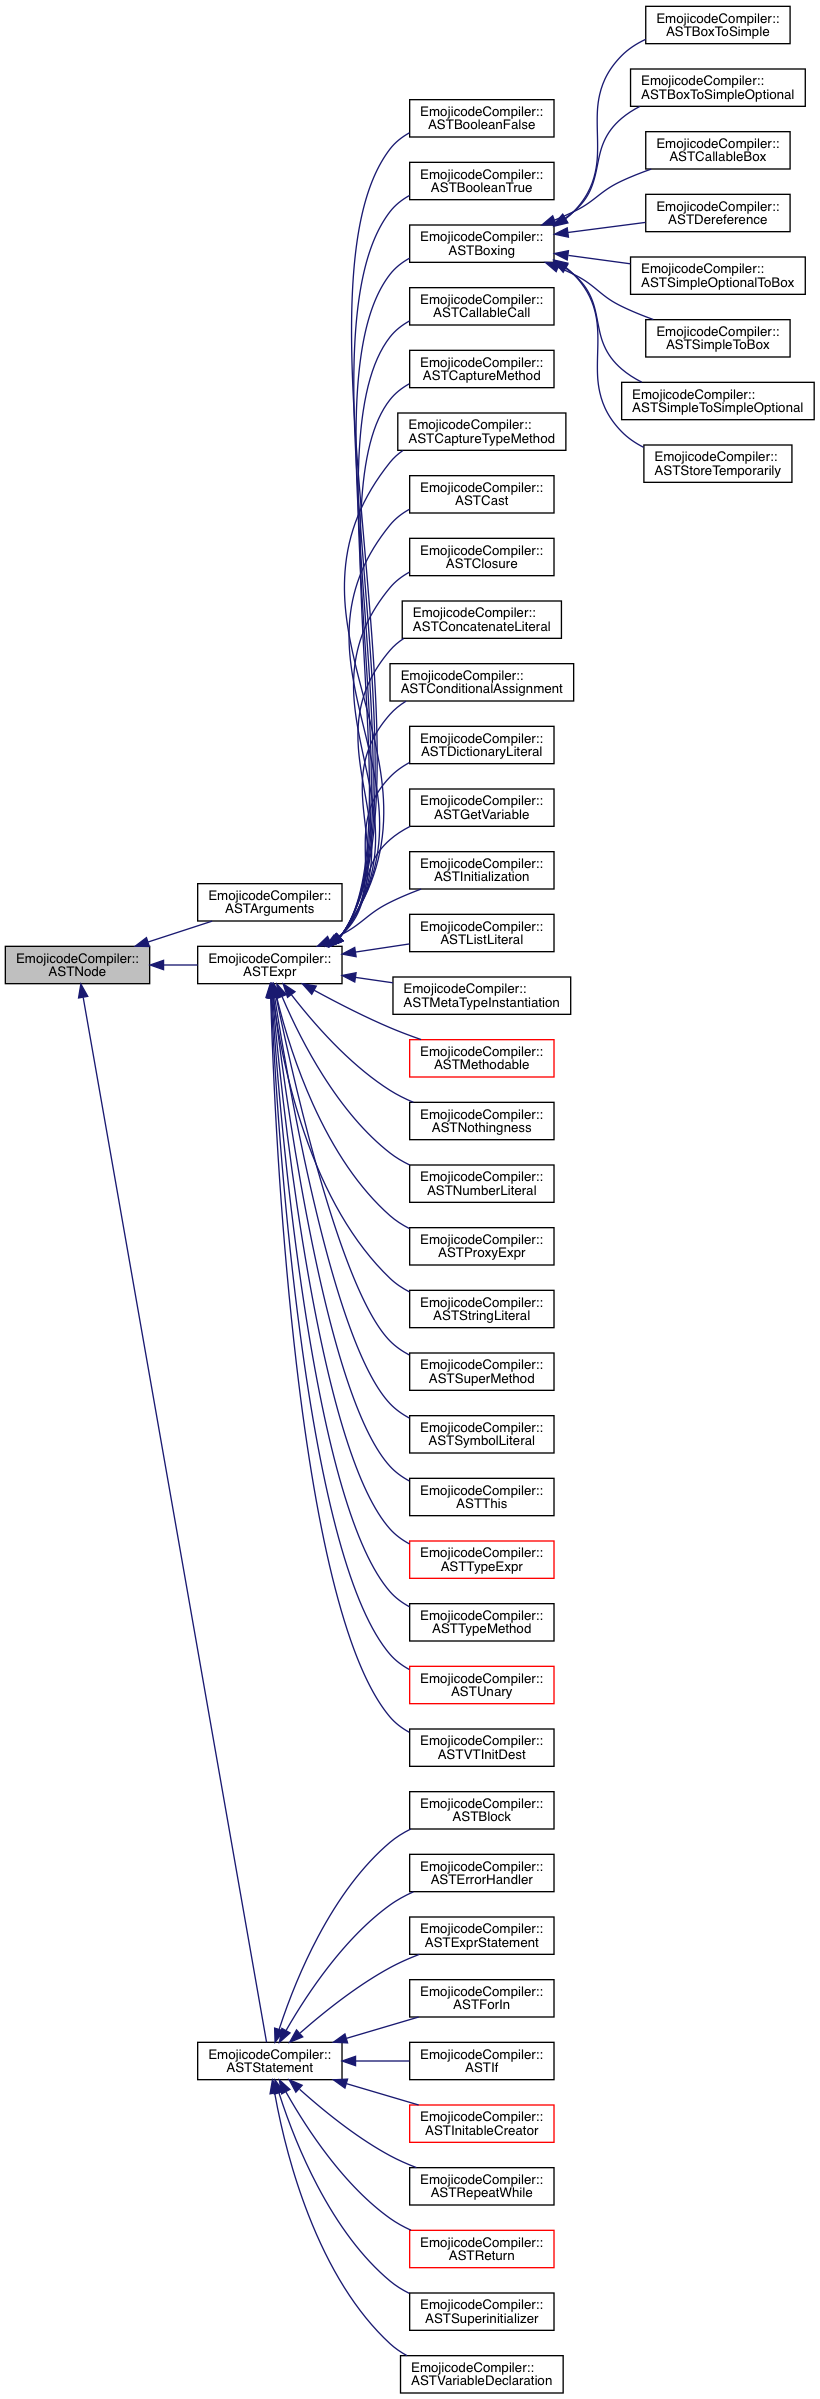 EmojicodeCompiler::
ASTNode
EmojicodeCompiler::
ASTArguments
EmojicodeCompiler::
ASTExpr
EmojicodeCompiler::
ASTStatement
EmojicodeCompiler::
ASTBooleanFalse
EmojicodeCompiler::
ASTBooleanTrue
EmojicodeCompiler::
ASTBoxing
EmojicodeCompiler::
ASTCallableCall
EmojicodeCompiler::
ASTCaptureMethod
EmojicodeCompiler::
ASTCaptureTypeMethod
EmojicodeCompiler::
ASTCast
EmojicodeCompiler::
ASTClosure
EmojicodeCompiler::
ASTConcatenateLiteral
EmojicodeCompiler::
ASTConditionalAssignment
EmojicodeCompiler::
ASTDictionaryLiteral
EmojicodeCompiler::
ASTGetVariable
EmojicodeCompiler::
ASTInitialization
EmojicodeCompiler::
ASTListLiteral
EmojicodeCompiler::
ASTMetaTypeInstantiation
EmojicodeCompiler::
ASTMethodable
EmojicodeCompiler::
ASTNothingness
EmojicodeCompiler::
ASTNumberLiteral
EmojicodeCompiler::
ASTProxyExpr
EmojicodeCompiler::
ASTStringLiteral
EmojicodeCompiler::
ASTSuperMethod
EmojicodeCompiler::
ASTSymbolLiteral
EmojicodeCompiler::
ASTThis
EmojicodeCompiler::
ASTTypeExpr
EmojicodeCompiler::
ASTTypeMethod
EmojicodeCompiler::
ASTUnary
EmojicodeCompiler::
ASTVTInitDest
EmojicodeCompiler::
ASTBlock
EmojicodeCompiler::
ASTErrorHandler
EmojicodeCompiler::
ASTExprStatement
EmojicodeCompiler::
ASTForIn
EmojicodeCompiler::
ASTIf
EmojicodeCompiler::
ASTInitableCreator
EmojicodeCompiler::
ASTRepeatWhile
EmojicodeCompiler::
ASTReturn
EmojicodeCompiler::
ASTSuperinitializer
EmojicodeCompiler::
ASTVariableDeclaration
EmojicodeCompiler::
ASTBoxToSimple
EmojicodeCompiler::
ASTBoxToSimpleOptional
EmojicodeCompiler::
ASTCallableBox
EmojicodeCompiler::
ASTDereference
EmojicodeCompiler::
ASTSimpleOptionalToBox
EmojicodeCompiler::
ASTSimpleToBox
EmojicodeCompiler::
ASTSimpleToSimpleOptional
EmojicodeCompiler::
ASTStoreTemporarily